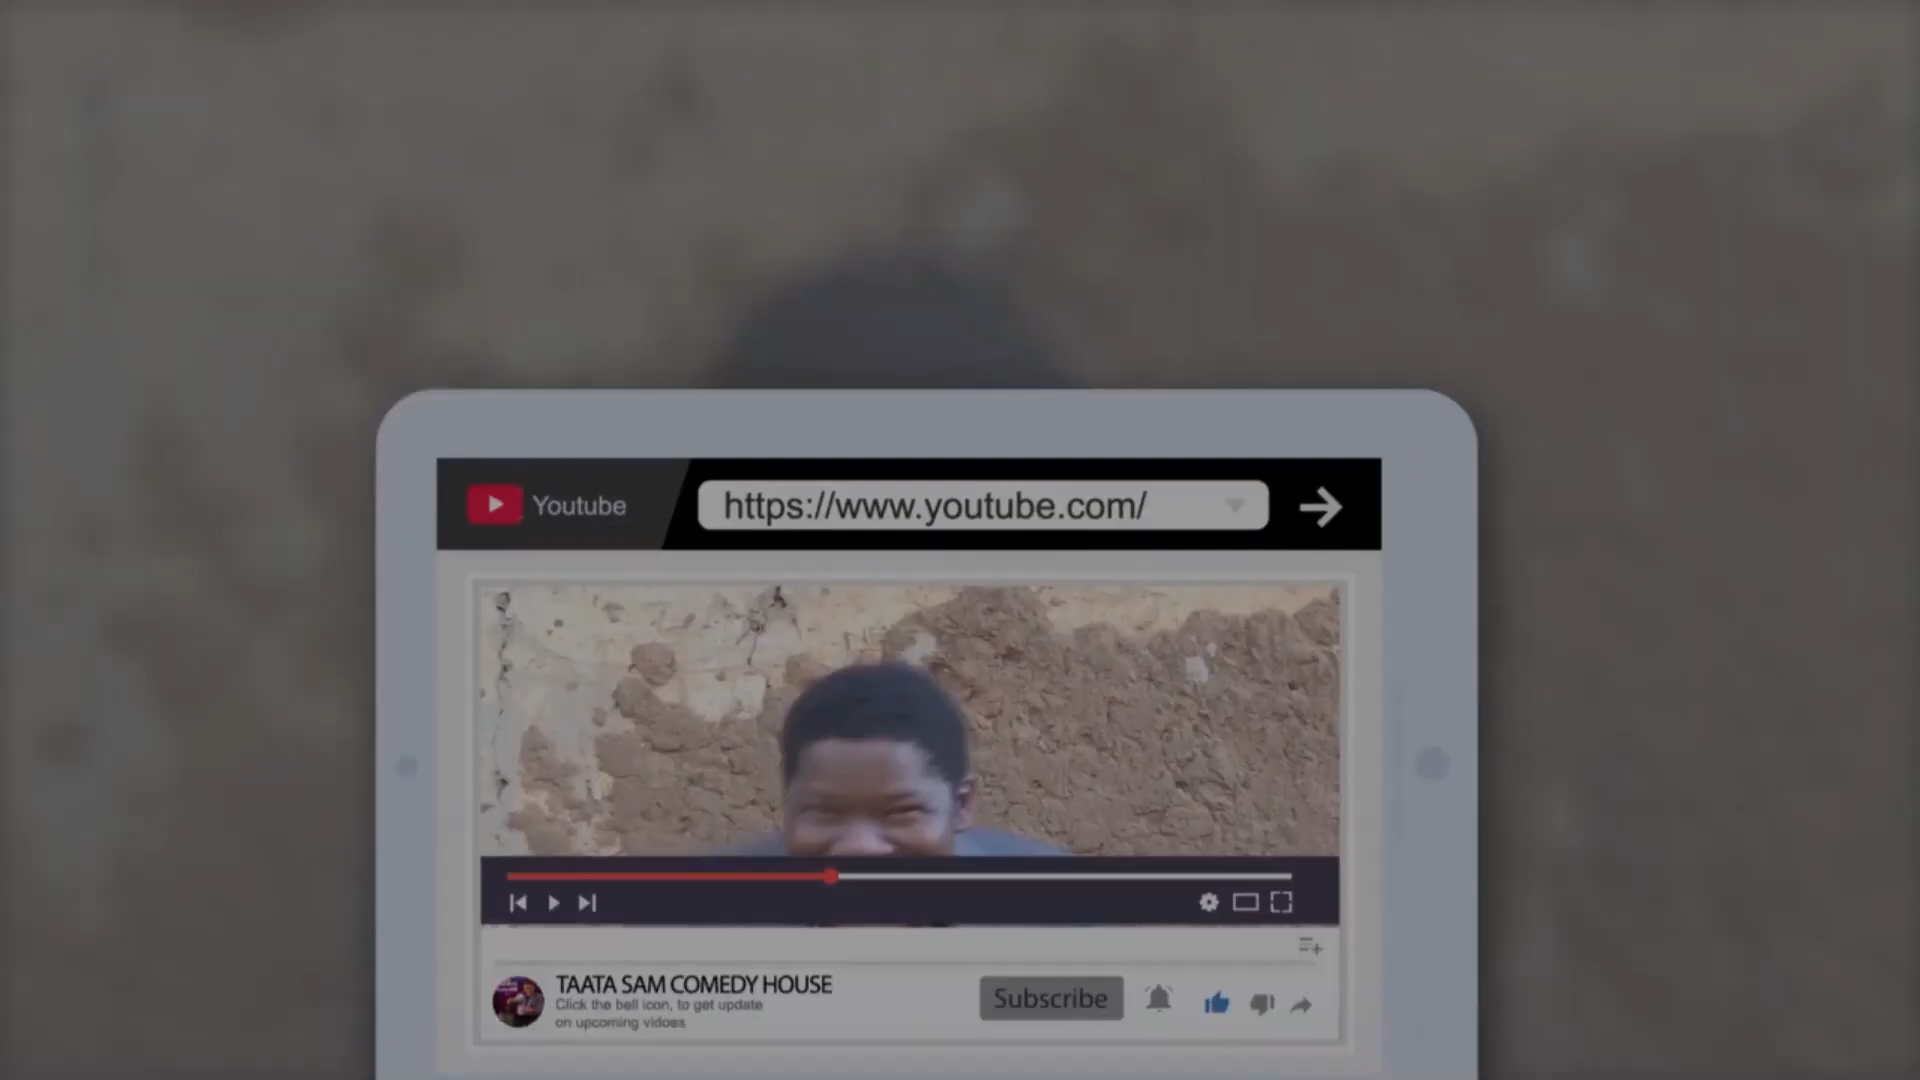 Youtube
https://www.youtube.com/
TAATA SAM COMEDY HOUSE
Click the bell icon, to get update
on upcoming vidoes
Subscribe